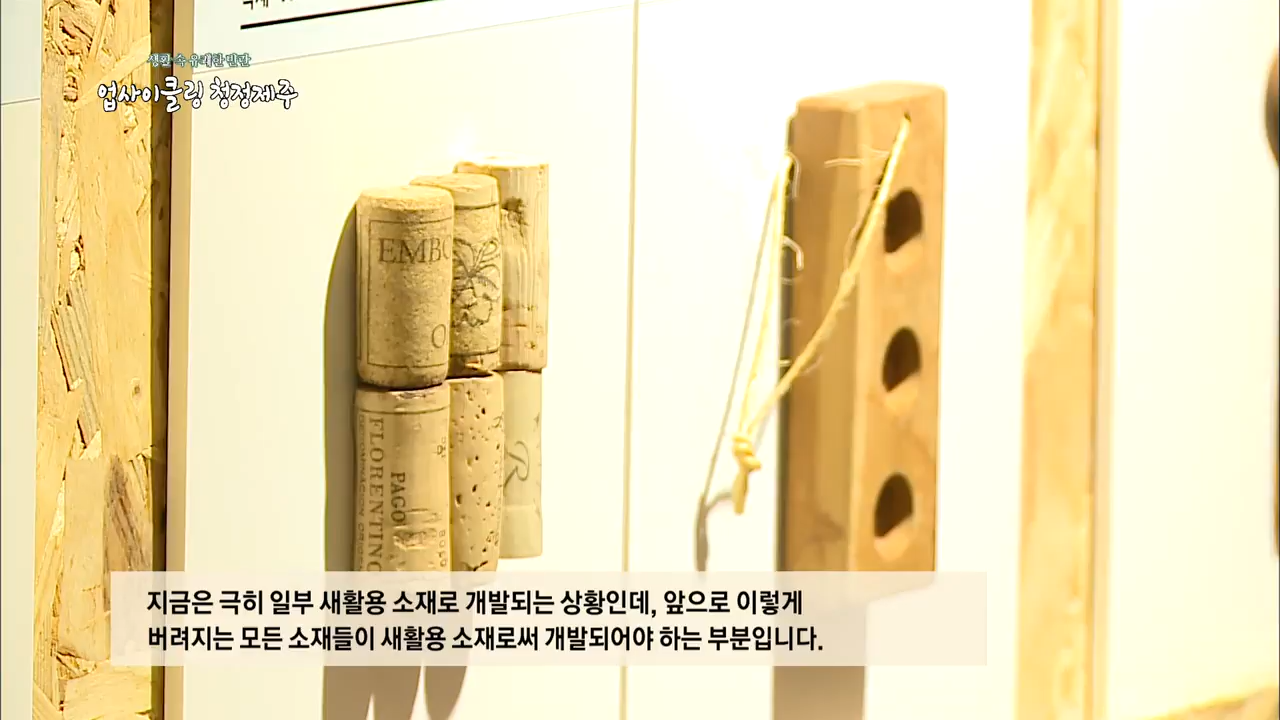 생활 속 유쾌한 반란
업사이클링 청정제주
EMBO
O
FLORENTINO
PAGO
R
지금은 극히 일부 새활용 소재로 개발되는 상황인데, 앞으로 이렇게
버려지는 모든 소재들이 새활용 소재로써 개발되어야 하는 부분입니다.